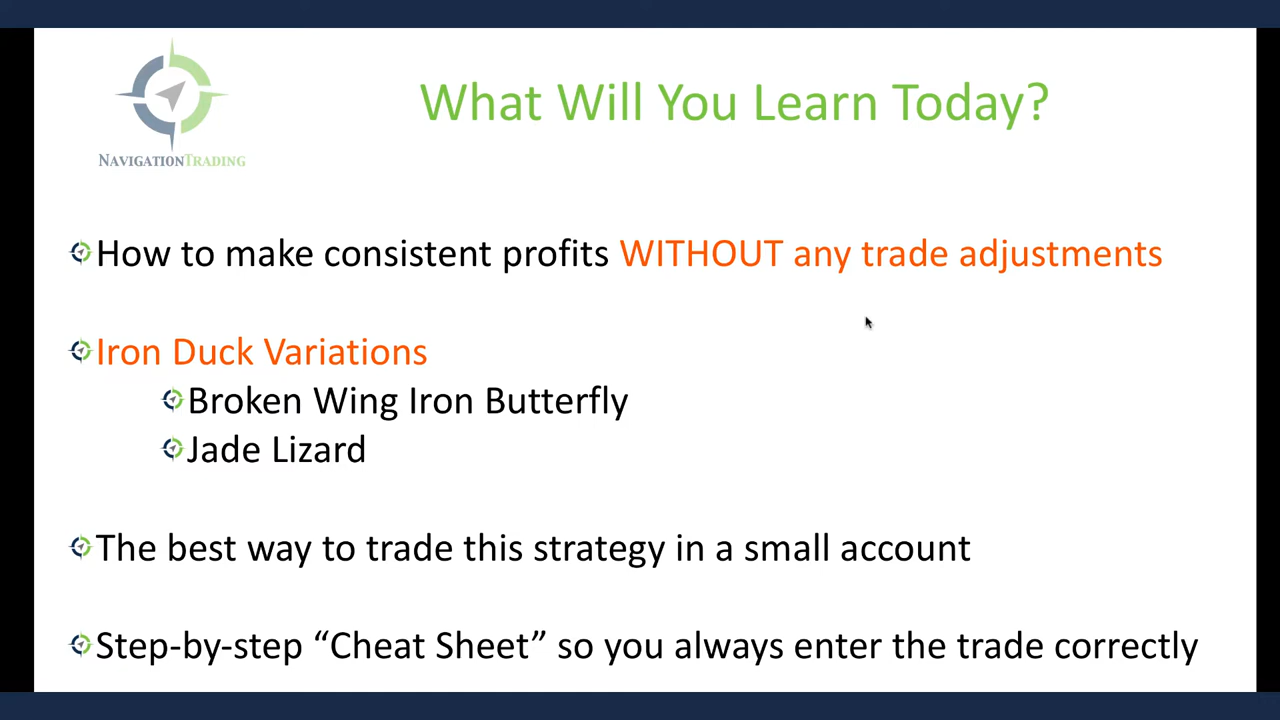 What Will You Learn Today?
NAVIGATIONTRADING
How to make consistent profits WITHOUT any trade adjustments
Iron Duck Variations
Broken Wing Iron Butterfly
Jade Lizard
The best way to trade this strategy in a small account
Step-by-step “Cheat Sheet” so you always enter the trade correctly